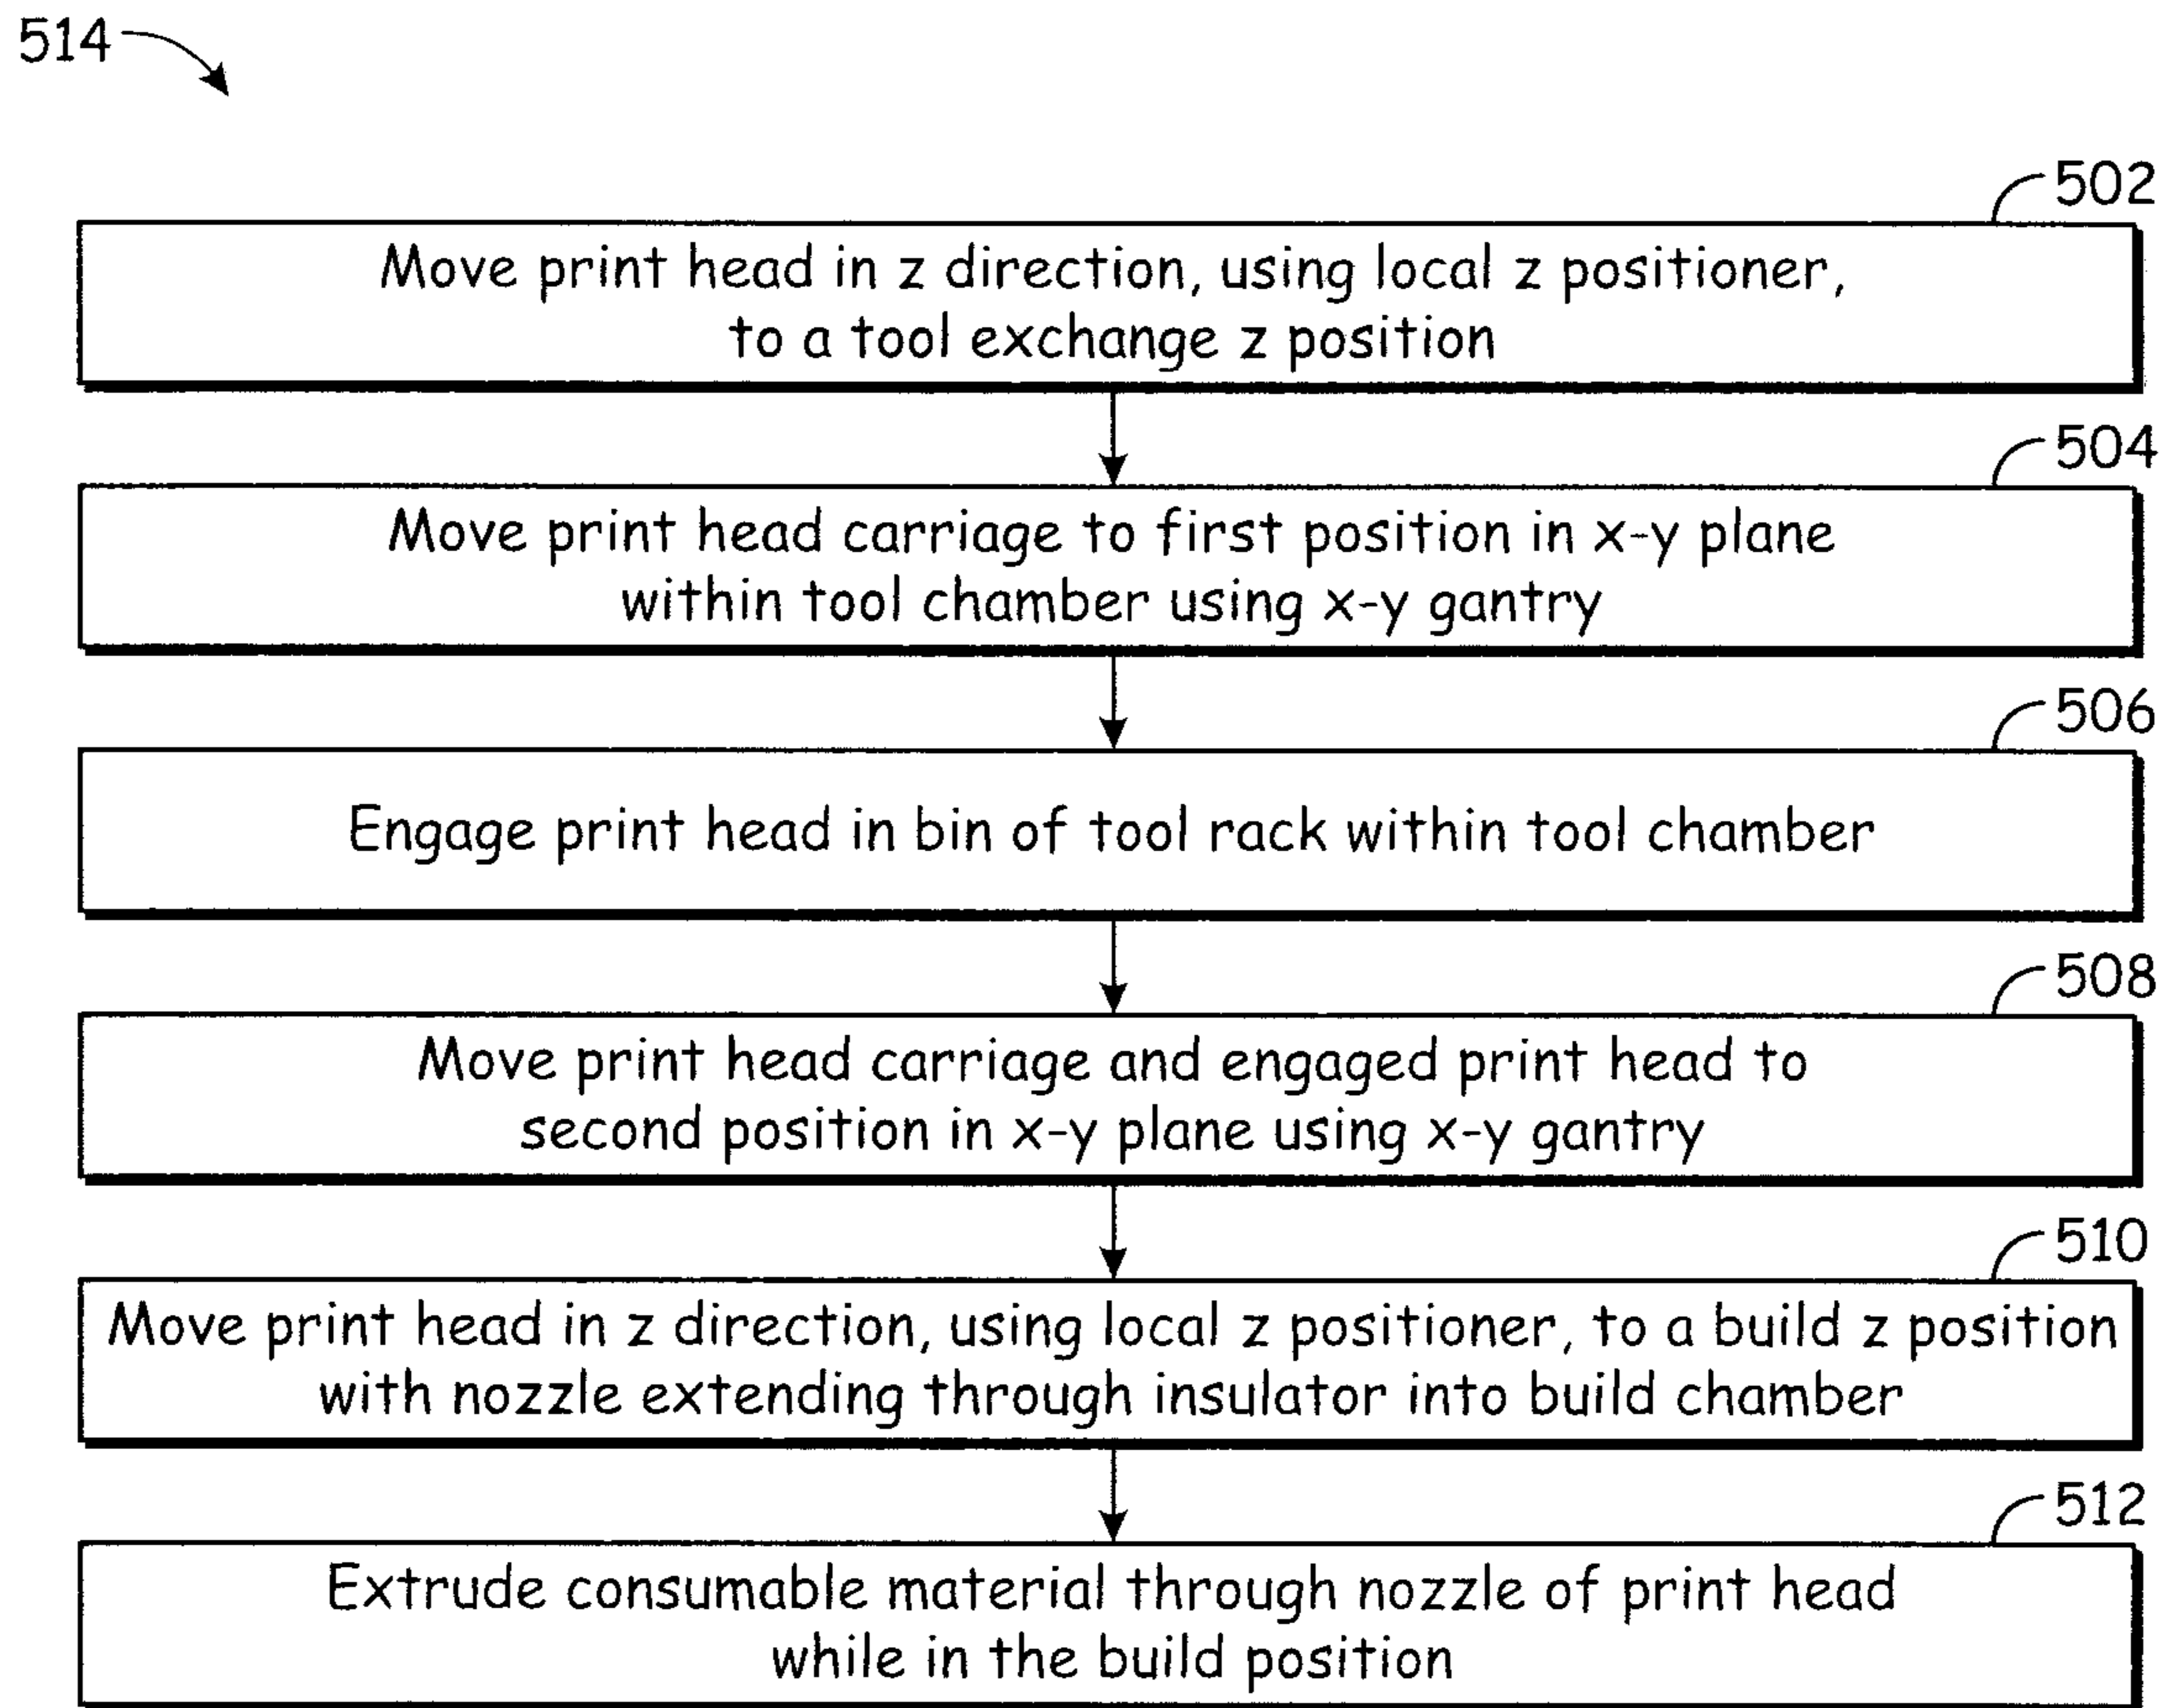 514
502
Move print head in z direction, using local z positioner,
to a tool exchange z position
504
Move print head carriage to first position in x-y plane
within tool chamber using x-y gantry
506
Engage print head in bin of tool rack within tool chamber
508
Move print head carriage and engaged print head to
second position in x-y plane using x-y gantry
510
Move print head in z direction, using local z positioner, to a build z position
with nozzle extending through insulator into build chamber
512
Extrude consumable material through nozzle of print head
while in the build position